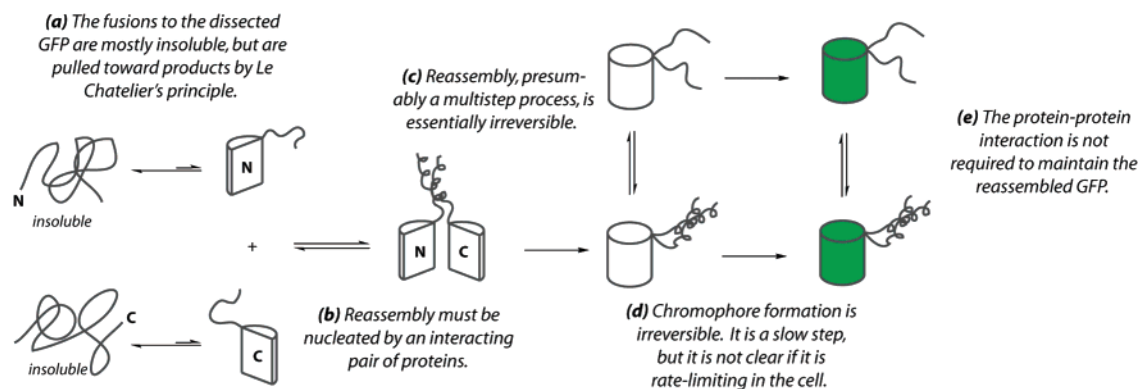 (a) The fusions to the dissected
GFP are mostly insoluble, but are
pulled toward products by Le
Chatelier's principle.
(c) Reassembly, presum-
ably a multistep process, is
essentially irreversible.
(e) The protein-protein
interaction is not
required to maintain the
reassembled GFP.
N
N
insoluble
+
N C
C
insoluble
C
(b) Reassembly must be
nucleated by an interacting
pair of proteins.
(d) Chromophore formation is
irreversible. It is a slow step,
but it is not clear if it is
rate-limiting in the cell.